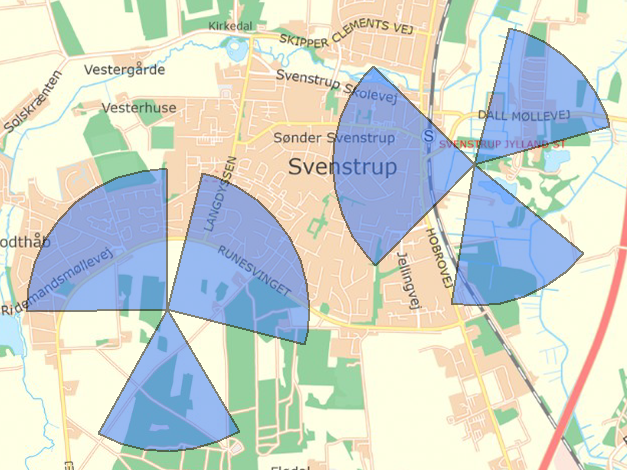 Kirkedal
SKIPPER CLEMENTS VEJ
Vestergårde
Svenstrup Skolevej
Solskrænten
Vesterhuse
DALL MØLLEVEJ
Sønder Svenstrup
S
SVENSTRUP JYLLAND ST
Svenstrup
LANGDYSSEN
odthåb
HOBROVEJ
RUNESVINGET
Jellingvej
Ridemandsmøllevej